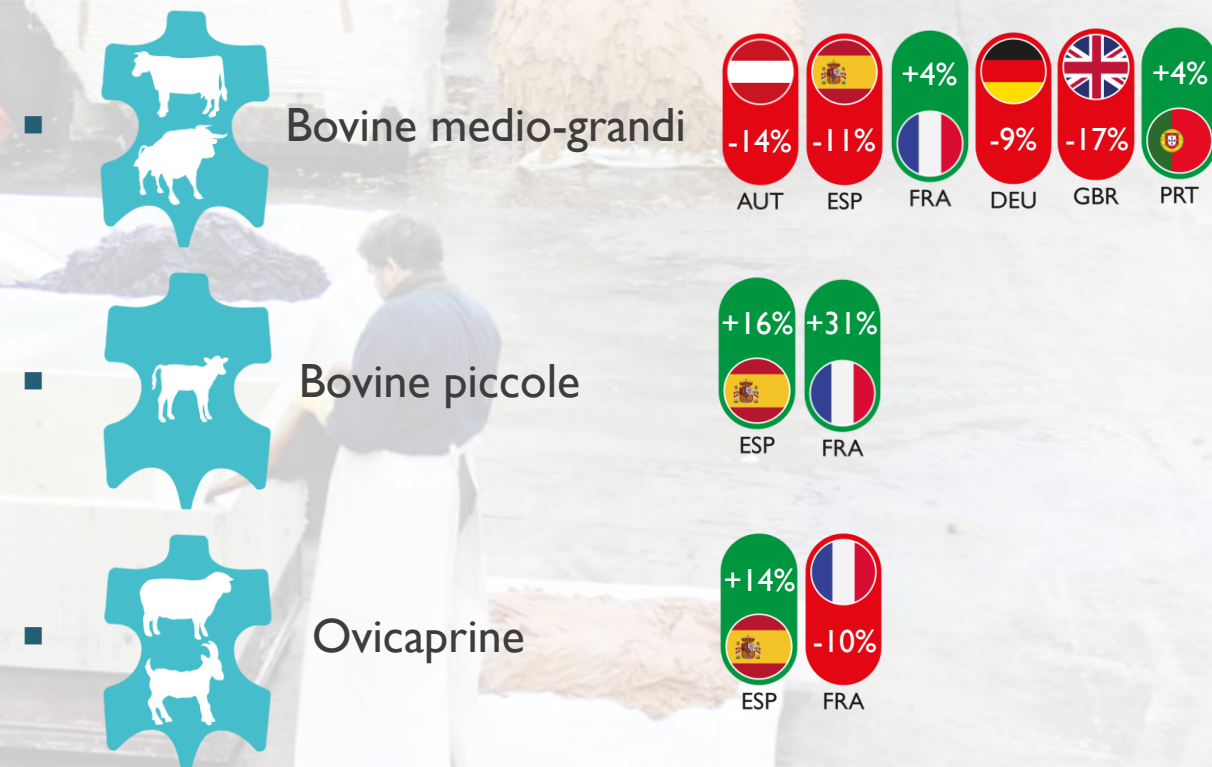 Bovine medio-grandi
-14%
-11%
+4%
-9%
-17%
+4%
AUT
ESP
FRA
DEU
GBR
PRT
Bovine piccole
+16%
+31%
ESP
FRA
Ovicaprine
+14%
-10%
ESP
FRA